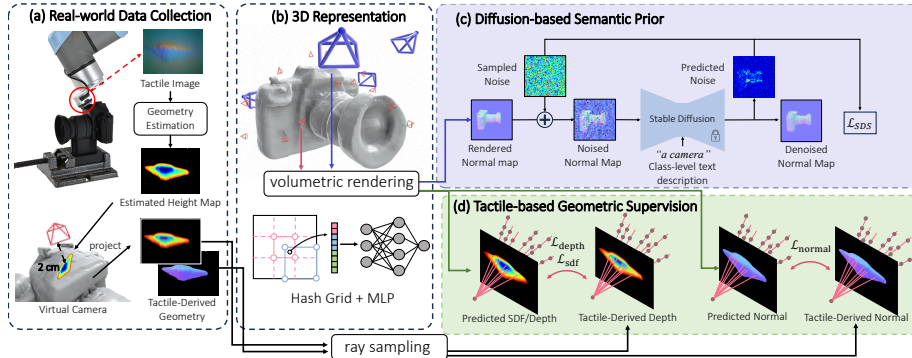 (a) Real-world Data Collection
Tactile Image
Geometry
Estimation
Estimated Height Map
project
2 cm
Virtual Camera
Tactile-Derived
Geometry
(b) 3D Representation
volumetric rendering
Hash Grid + MLP
ray sampling
(c) Diffusion-based Semantic Prior
Sampled
Noise
Predicted
Noise
Rendered
Normal map
Noised
Normal Map
Stable Diffusion
"a camera"
Class-level text
description
Denoised
Normal Map
ℒSDS
(d) Tactile-based Geometric Supervision
ℒdepth
ℒsdf
ℒnormal
Predicted SDF/Depth
Tactile-Derived Depth
Predicted Normal
Tactile-Derived Normal